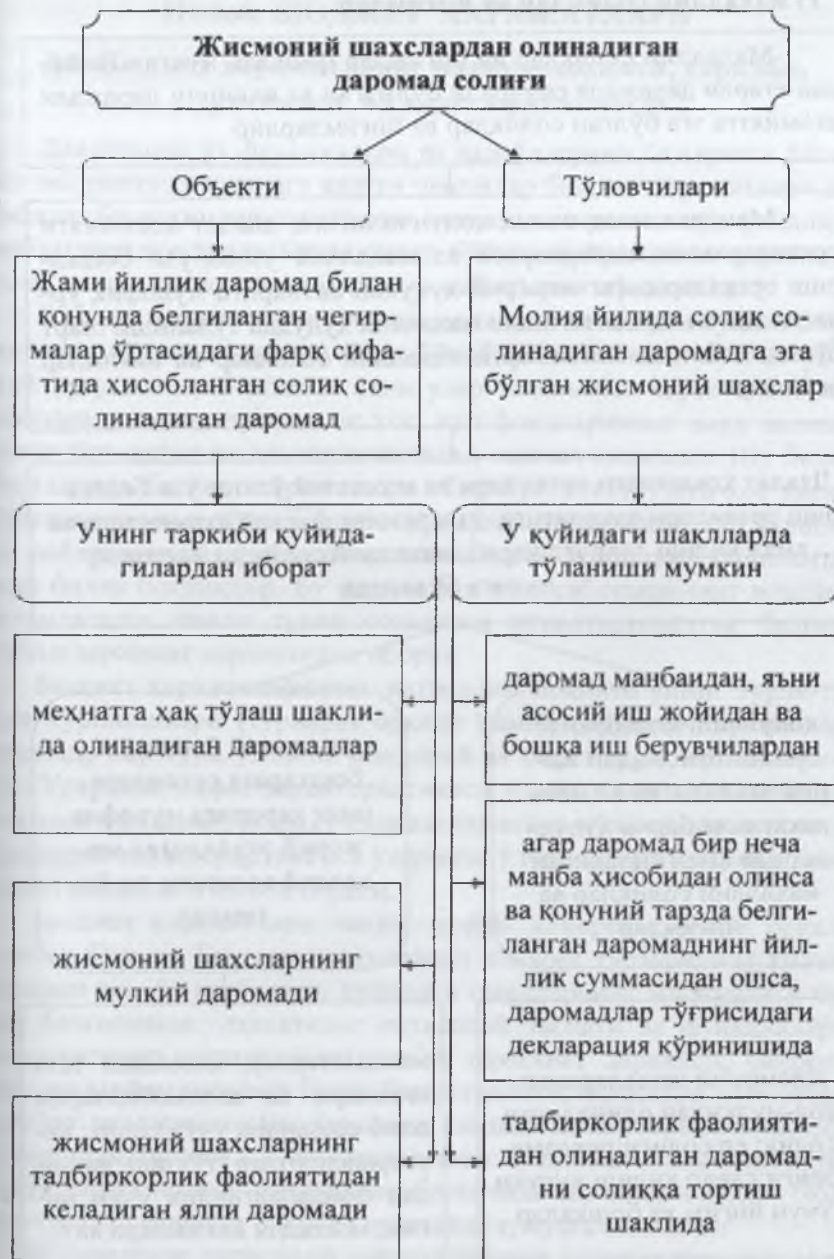 Жисмоний шахслардан олинадиган
даромад солиғи
Объекти
Тўловчилари
Жами йиллик даромад билан
қонунда белгиланган чегир-
малар ўртасидаги фарқ сифа-
тида ҳисобланган солиқ со-
линадиган даромад
Молия йилида солиқ со-
линадиган даромадга эга
бўлган жисмоний шахслар
Унинг таркиби қуйида-
гилардан иборат
У қуйидаги шаклларда
тўланиши мумкин
меҳнатга ҳақ тўлаш шакли-
да олинадиган даромадлар
даромад манбаидан, яъни
асосий иш жойидан ва
бошқа иш берувчилардан
жисмоний шахсларнинг
мулкий даромади
агар даромад бир неча
манба ҳисобидан олинса
ва қонуний тарзда белги-
ланган даромаднинг йил-
лик суммасидан ошса,
даромадлар тўғрисидаги
декларация кўринишида
жисмоний шахсларнинг
тадбиркорлик фаолиятидан
келадиган ялпи даромади
тадбиркорлик фаолияти-
дан олинадиган даромад-
ни солиққа тортиш
шаклида